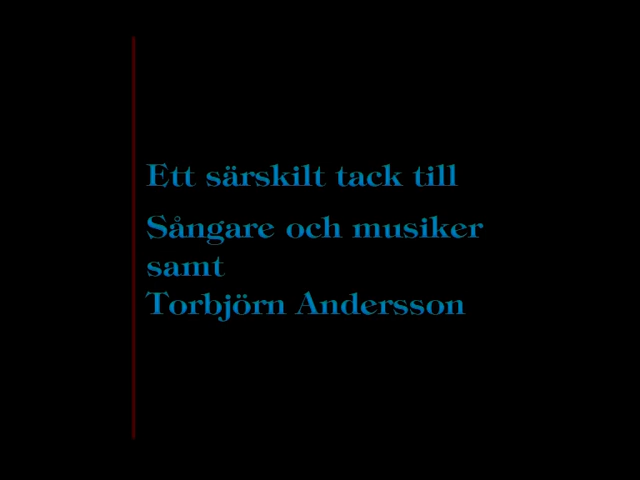 Ett särskilt tack till
Sångare och musiker
samt
Torbjörn Andersson